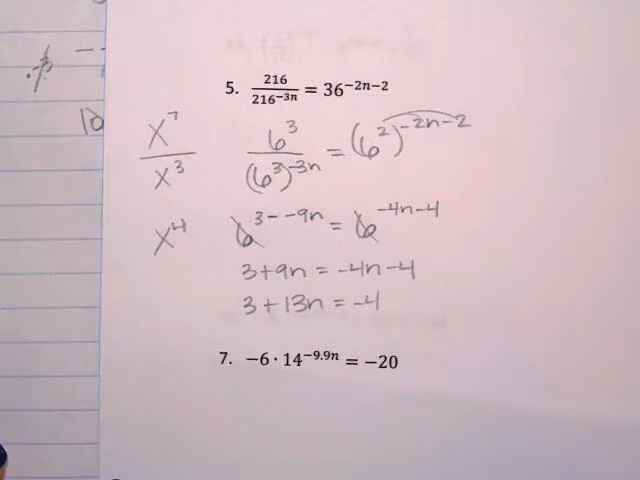 5. 216/216^{-3n} = 36^{-2n-2}
x^7/x^3
6^3/(6^3)^{-3n} = (6^2)^{-2n-2}
x^4
6^{3--9n} = 6^{-4n-4}
3+9n = -4n-4
3+13n = -4
7. −6 · 14^{-9.9n} = −20
10